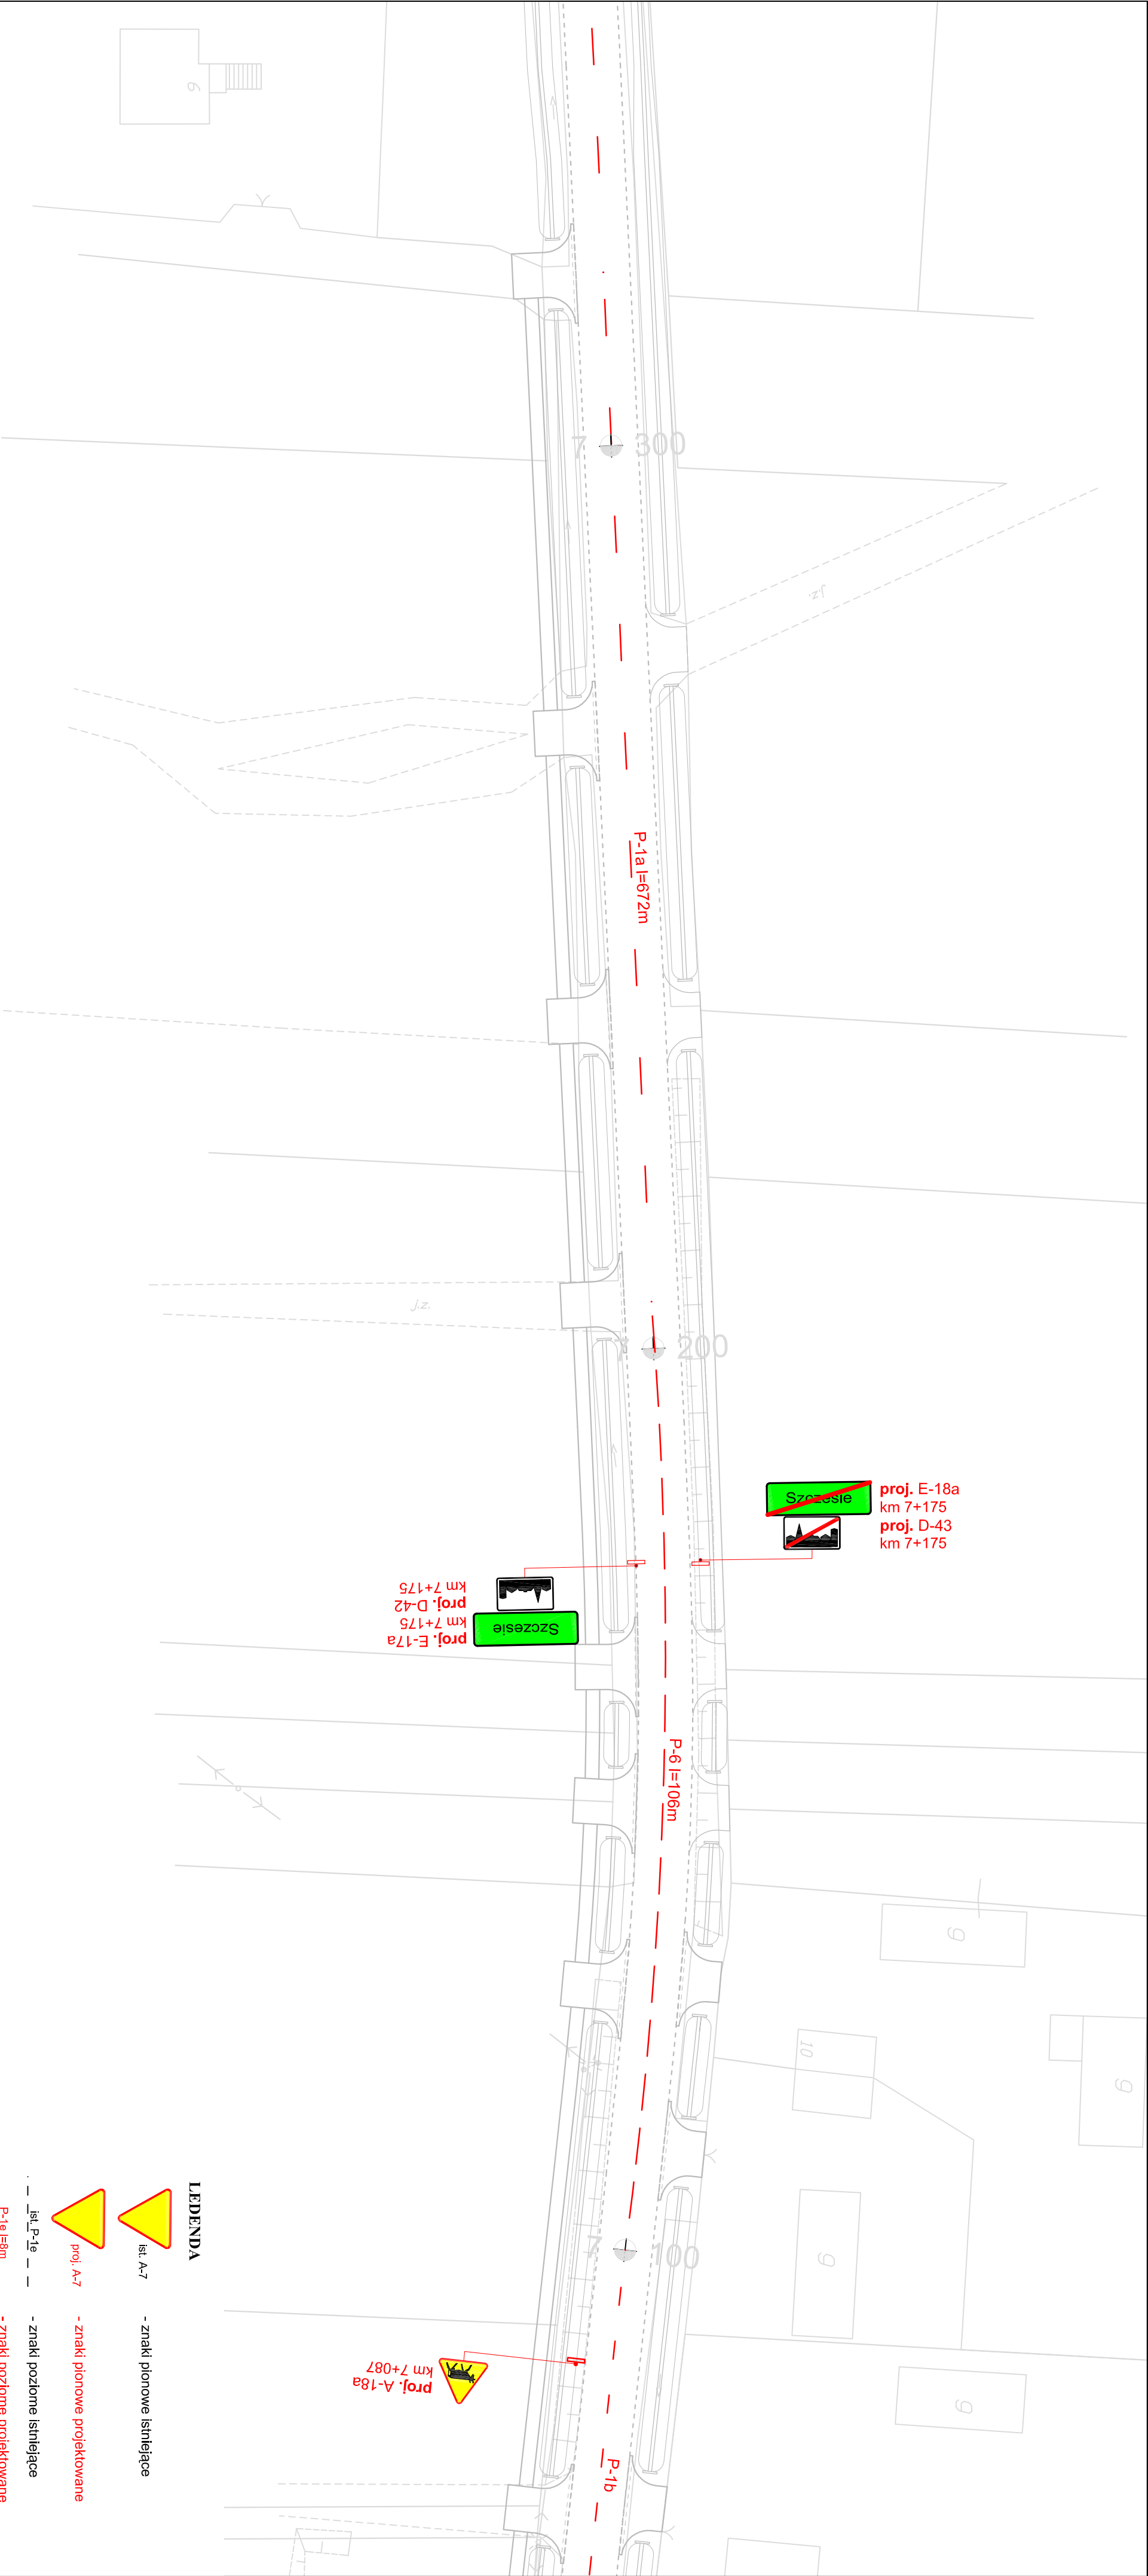 7 300
j.z.
P-1a l=672m
j.z.
7 200
Szczesie
proj. E-18a
km 7+175
proj. D-43
km 7+175
proj. E-17a
km 7+175
proj. D-42
km 7+175
Szczesie
P-6 l=106m
10
7 100
proj. A-18a
km 7+087
P-1b
LEDENDA
ist. A-7 - znaki pionowe istniejące
proj. A-7 - znaki pionowe projektowane
ist. P-1e - znaki poziome istniejące
P-1e l=8m - znaki poziome projektowane